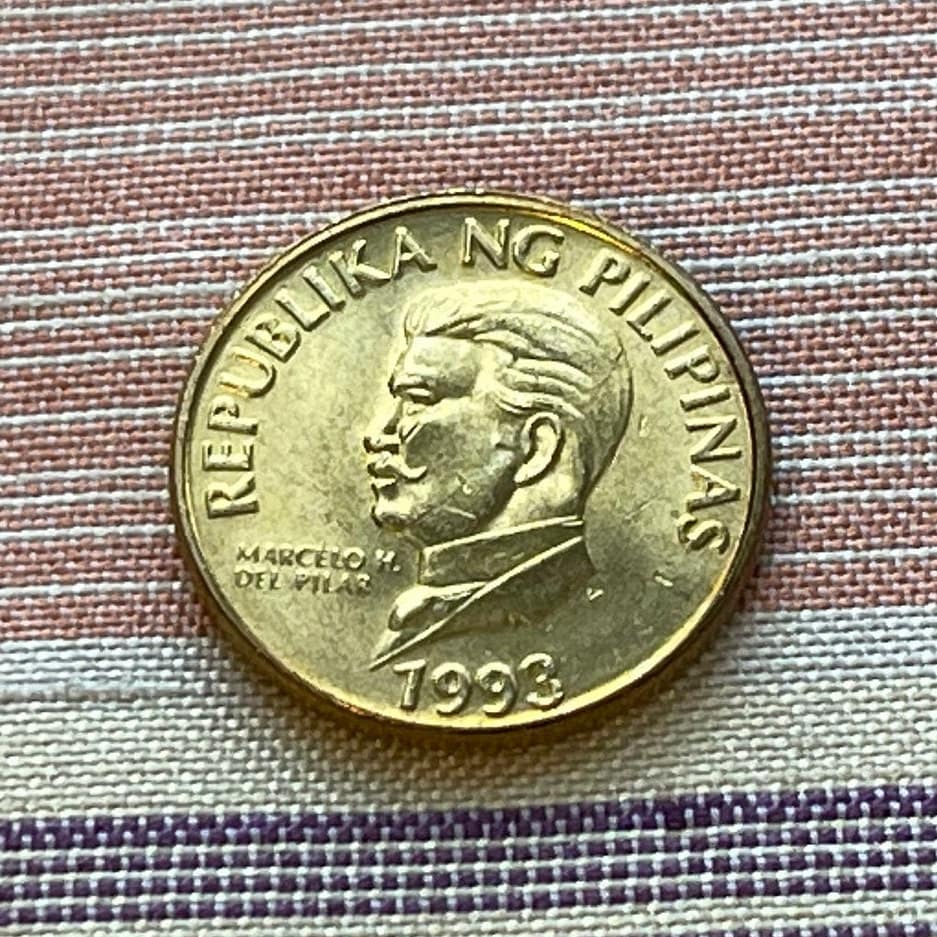 REPUBLIKA NG PILIPINAS
MARCELO H.
DEL PILAR
1993